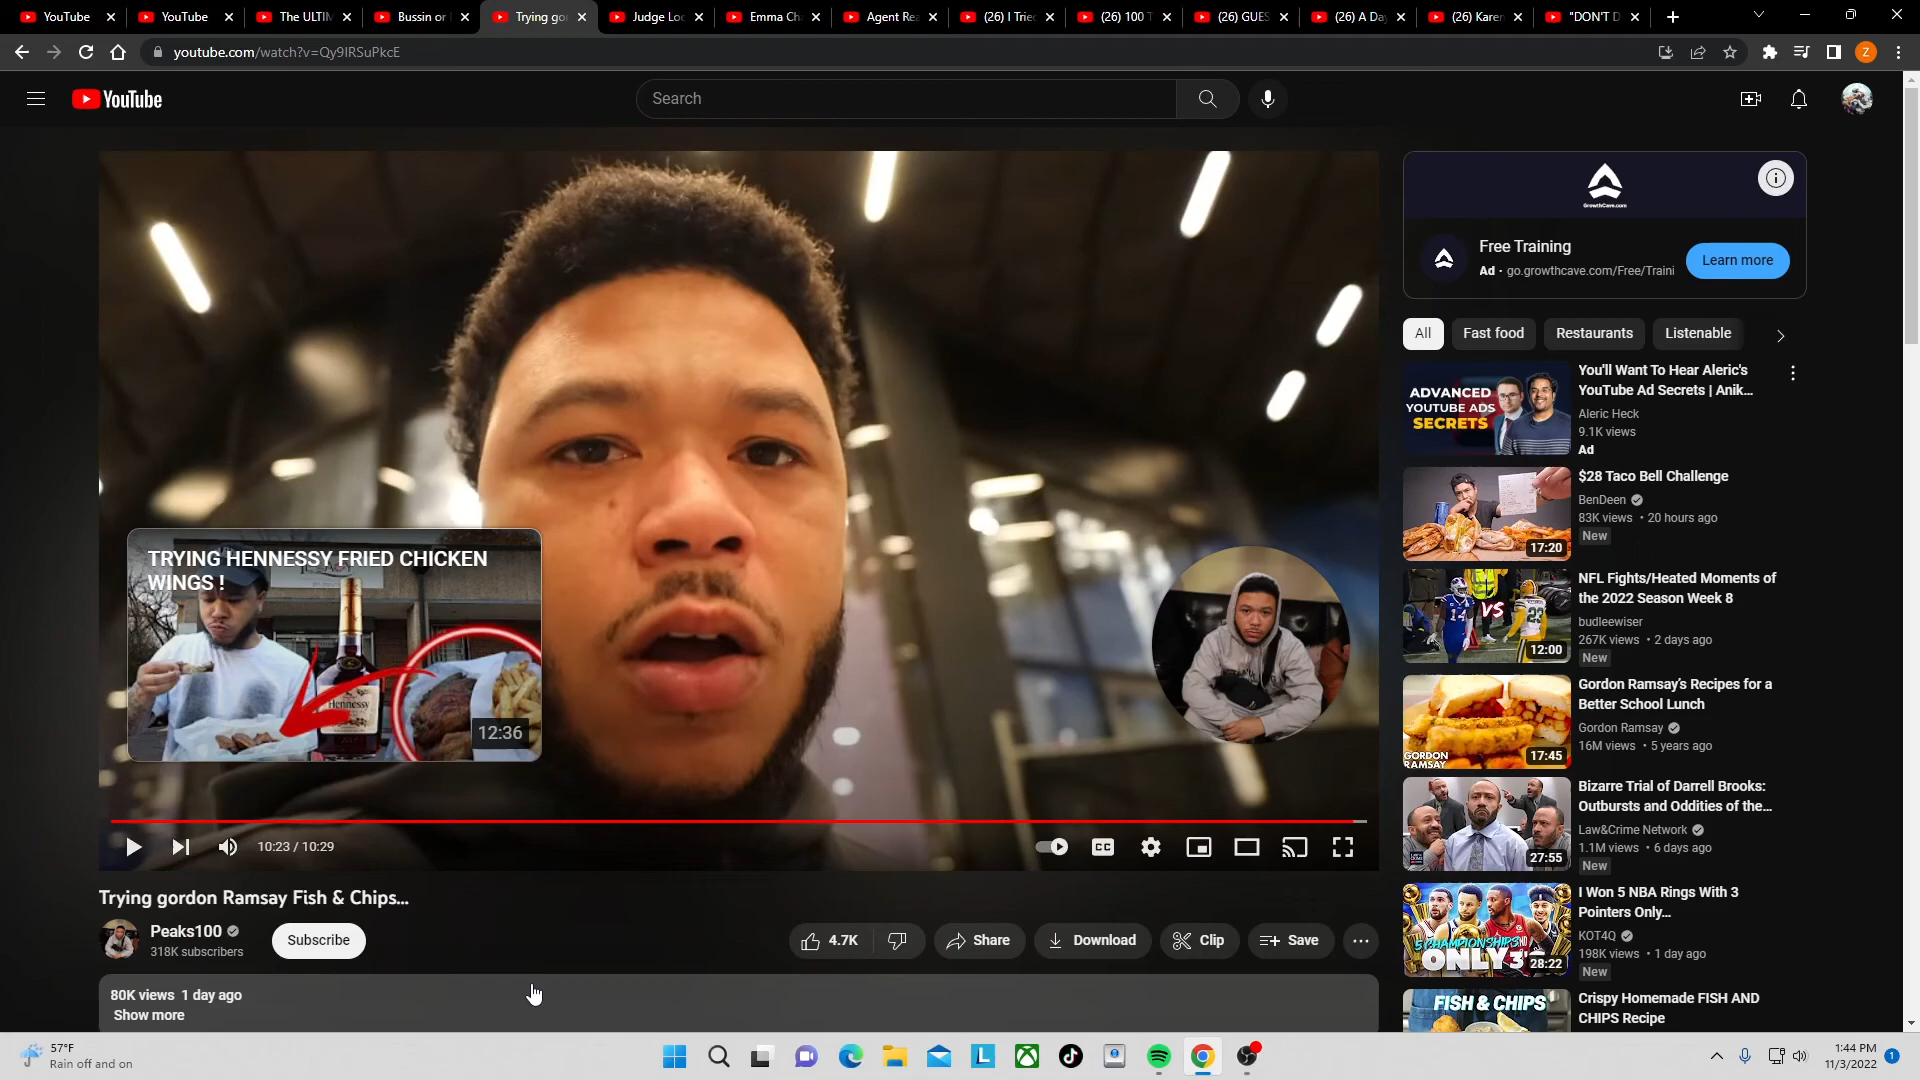 YouTube
YouTube
The ULTI
Bussin or
Trying go
Judge Lo
Emma Ch
Agent Re
(26) I Trie
(26) 100
(26) GUES
(26) A Da
(26) Karen
"DON'T D
youtube.com/watch?v=Qy9IRSuPkcE
Z
YouTube
Search
TRYING HENNESSY FRIED CHICKEN
WINGS !
Hennessy
12:36
10:23 / 10:29
CC
Trying gordon Ramsay Fish & Chips...
Peaks100
318K subscribers
Subscribe
4.7K
Share
Download
Clip
Save
80K views 1 day ago
Show more
GrowthCave.com
Free Training
Ad · go.growthcave.com/Free/Traini
Learn more
All
Fast food
Restaurants
Listenable
ADVANCED
YOUTUBE ADS
SECRETS
You'll Want To Hear Aleric's
YouTube Ad Secrets | Anik...
Aleric Heck
9.1K views
Ad
17:20
$28 Taco Bell Challenge
BenDeen
83K views • 20 hours ago
New
VS
12:00
NFL Fights/Heated Moments of
the 2022 Season Week 8
budleewiser
267K views • 2 days ago
New
GORDON
RAMSAY
17:45
Gordon Ramsay's Recipes for a
Better School Lunch
Gordon Ramsay
16M views • 5 years ago
27:55
Bizarre Trial of Darrell Brooks:
Outbursts and Oddities of the...
Law&Crime Network
1.1M views • 6 days ago
New
5 CHAMPIONSHIPS
ONLY 3's
28:22
I Won 5 NBA Rings With 3
Pointers Only...
KOT4Q
198K views • 1 day ago
New
FISH & CHIPS
Crispy Homemade FISH AND
CHIPS Recipe
57°F
Rain off and on
L
1:44 PM
11/3/2022
1